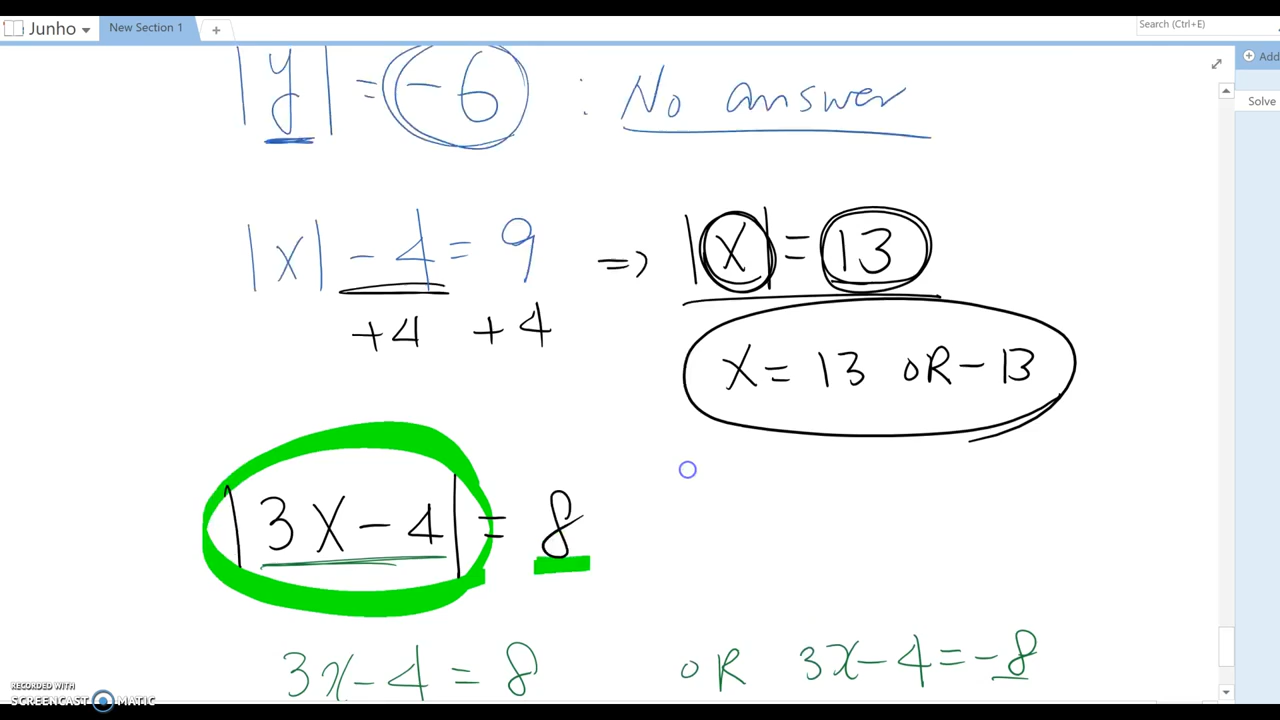 Junho
New Section 1
+
Search (Ctrl+E)
Add
Solve
|y| = -6 : No answer
|x| - 4 = 9 => |x| = 13
+4 +4
x = 13 OR -13
|3x-4| = 8
3x-4 = 8 OR 3x-4 = -8
RECORDED WITH
SCREENCAST MATIC